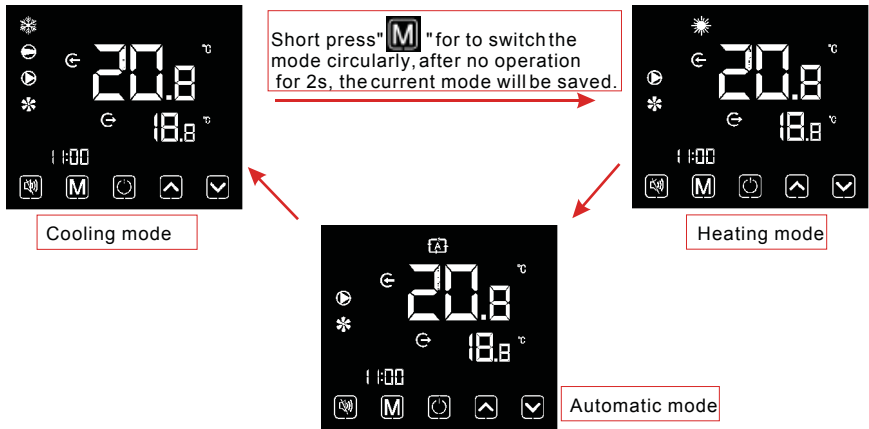 20.8 ℃
18.8 ℃
11:00
M
Cooling mode
Short press" M "for to switch the
mode circularly, after no operation
for 2s, the current mode will be saved.
20.8 ℃
18.8 ℃
11:00
M
Heating mode
A
20.8 ℃
18.8 ℃
11:00
M
Automatic mode